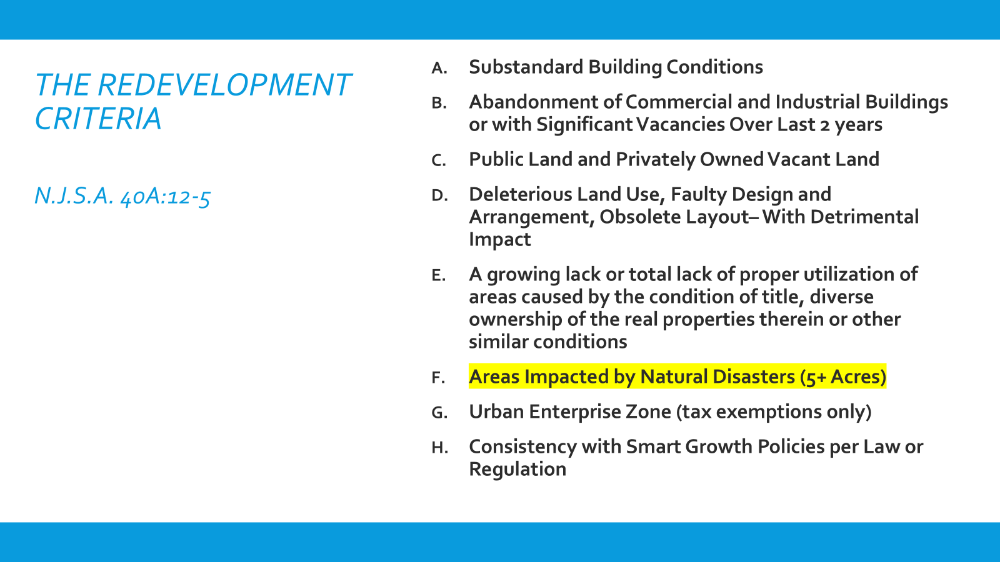 THE REDEVELOPMENT
CRITERIA
N.J.S.A. 40A:12-5
A. Substandard Building Conditions
B. Abandonment of Commercial and Industrial Buildings
or with Significant Vacancies Over Last 2 years
C. Public Land and Privately Owned Vacant Land
D. Deleterious Land Use, Faulty Design and
Arrangement, Obsolete Layout– With Detrimental
Impact
E. A growing lack or total lack of proper utilization of
areas caused by the condition of title, diverse
ownership of the real properties therein or other
similar conditions
F. Areas Impacted by Natural Disasters (5+ Acres)
G. Urban Enterprise Zone (tax exemptions only)
H. Consistency with Smart Growth Policies per Law or
Regulation